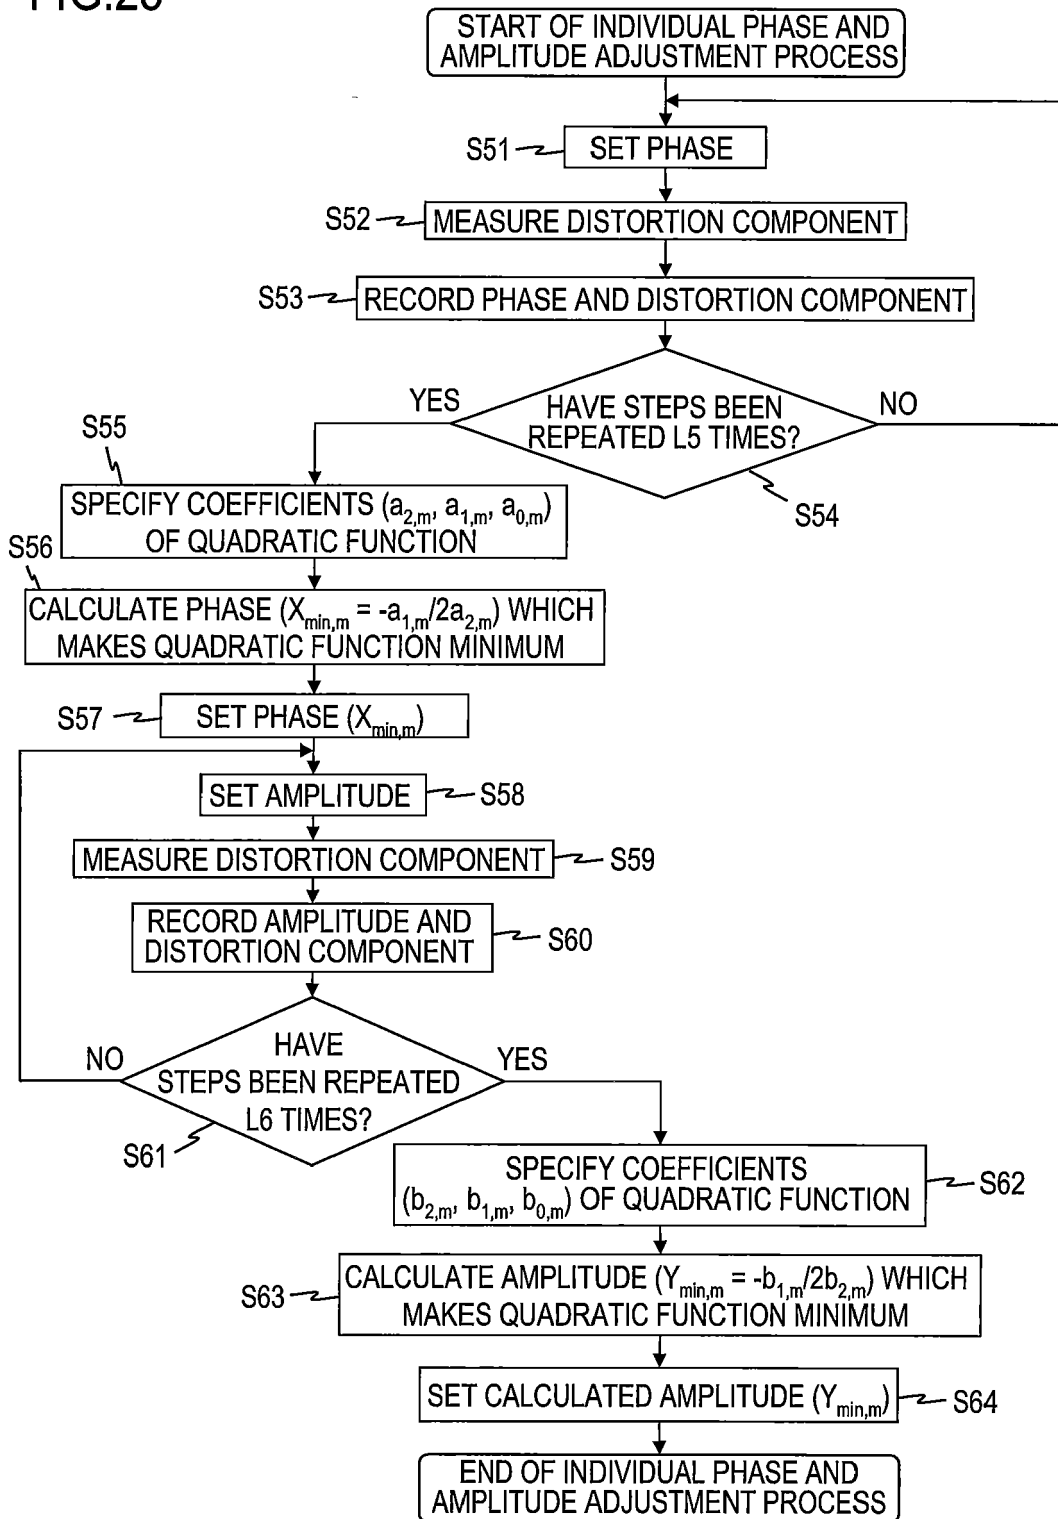 START OF INDIVIDUAL PHASE AND
AMPLITUDE ADJUSTMENT PROCESS
S51
SET PHASE
S52
MEASURE DISTORTION COMPONENT
S53
RECORD PHASE AND DISTORTION COMPONENT
YES
HAVE STEPS BEEN
REPEATED L5 TIMES?
NO
S54
S55
SPECIFY COEFFICIENTS (a2,m, a1,m, a0,m)
OF QUADRATIC FUNCTION
S56
CALCULATE PHASE (Xmin,m = -a1,m/2a2,m) WHICH
MAKES QUADRATIC FUNCTION MINIMUM
S57
SET PHASE (Xmin,m)
SET AMPLITUDE
S58
MEASURE DISTORTION COMPONENT
S59
RECORD AMPLITUDE AND
DISTORTION COMPONENT
S60
NO
HAVE
STEPS BEEN REPEATED
L6 TIMES?
YES
S61
SPECIFY COEFFICIENTS
(b2,m, b1,m, b0,m) OF QUADRATIC FUNCTION
S62
S63
CALCULATE AMPLITUDE (Ymin,m = -b1,m/2b2,m) WHICH
MAKES QUADRATIC FUNCTION MINIMUM
SET CALCULATED AMPLITUDE (Ymin,m)
S64
END OF INDIVIDUAL PHASE AND
AMPLITUDE ADJUSTMENT PROCESS